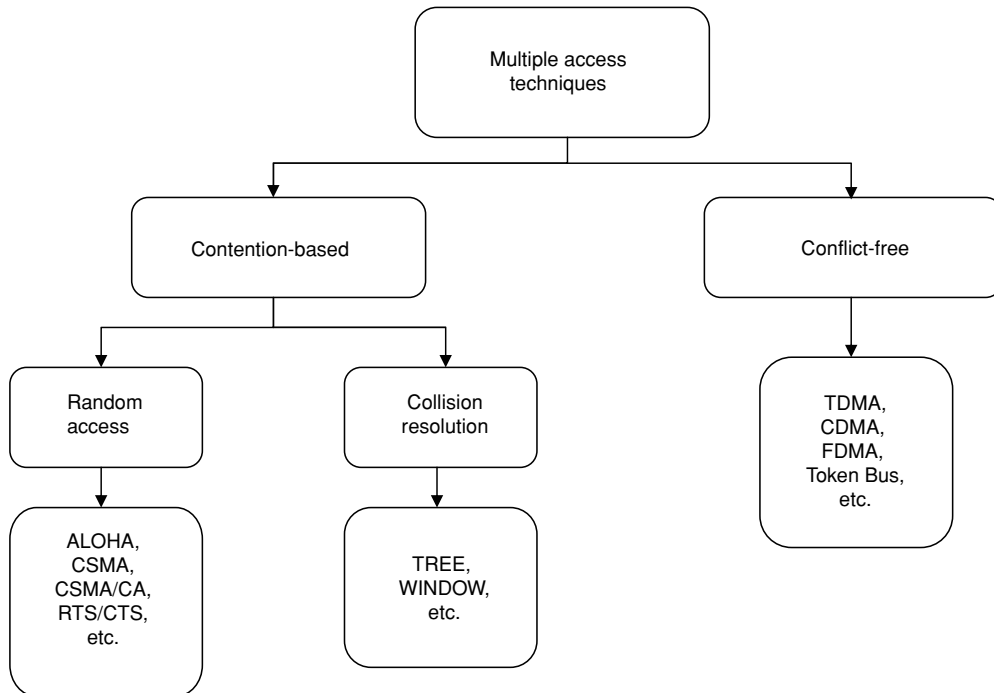 Multiple access
techniques
Contention-based
Conflict-free
Random
access
Collision
resolution
TDMA,
CDMA,
FDMA,
Token Bus,
etc.
ALOHA,
CSMA,
CSMA/CA,
RTS/CTS,
etc.
TREE,
WINDOW,
etc.